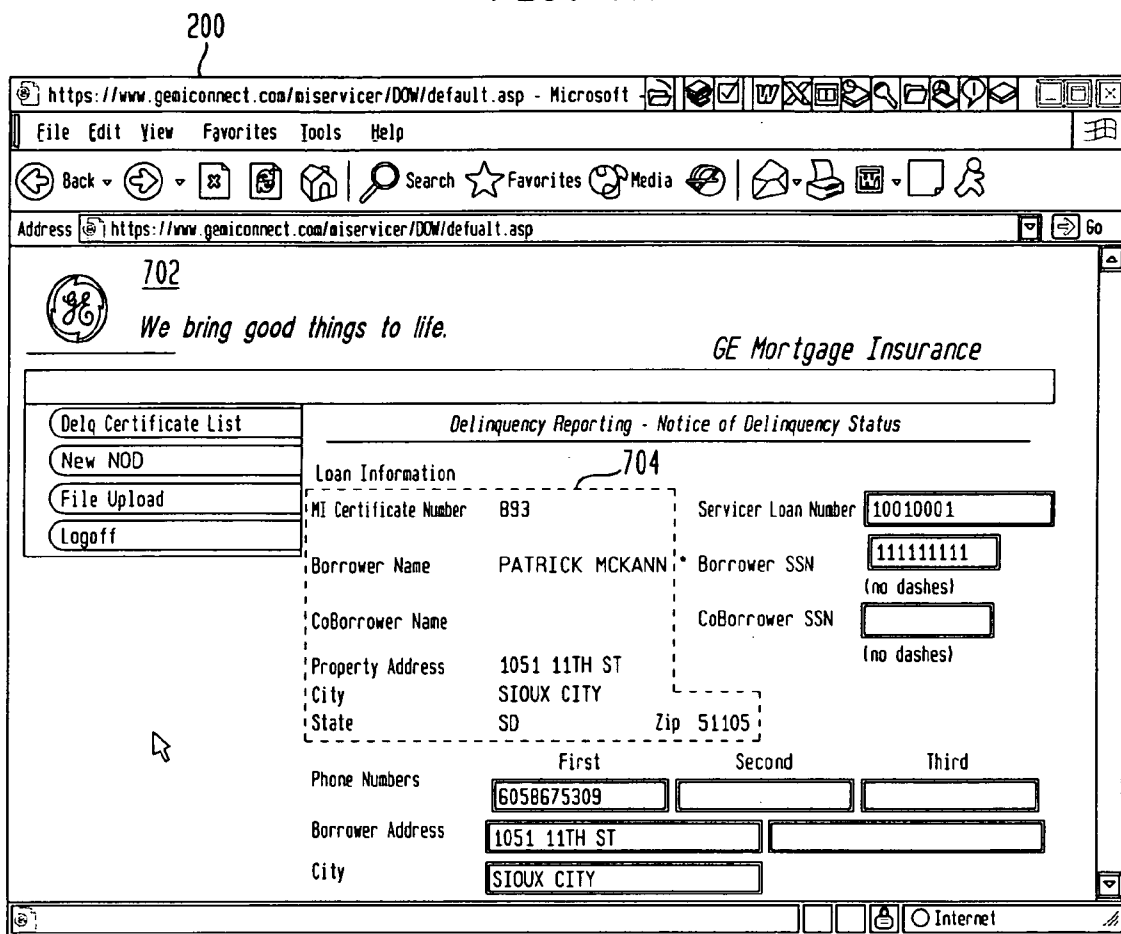 200
https://www.gemiconnect.com/miservicer/DOW/default.asp - Microsoft -
File Edit View Favorites Tools Help
Back Search Favorites Media
Address https://www.gemiconnect.com/miservicer/DOW/defualt.asp Go
GE
702
We bring good things to life.
GE Mortgage Insurance
Delq Certificate List
New NOD
File Upload
Logoff
Delinquency Reporting - Notice of Delinquency Status
Loan Information
704
MI Certificate Number 893 Servicer Loan Number 10010001
Borrower Name PATRICK MCKANN * Borrower SSN 111111111
(no dashes)
CoBorrower Name CoBorrower SSN
(no dashes)
Property Address 1051 11TH ST
City SIOUX CITY
State SD Zip 51105
First Second Third
Phone Numbers 6058675309
Borrower Address 1051 11TH ST
City SIOUX CITY
Internet